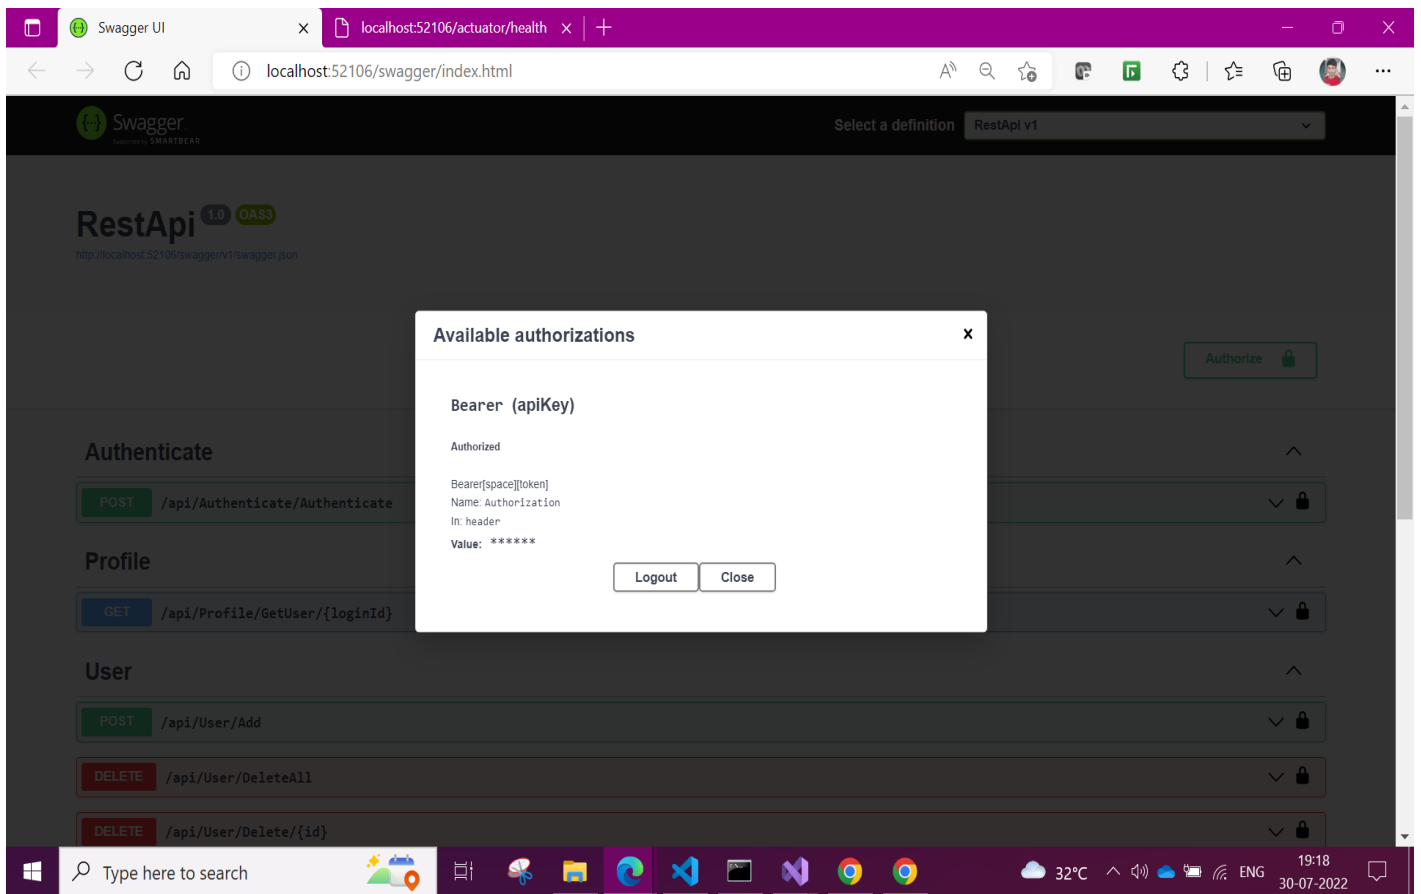 Swagger UI
localhost:52106/actuator/health
localhost:52106/swagger/index.html
Swagger
Supported by SMARTBEAR
Select a definition
RestApi v1
RestApi 1.0 OAS3
http://localhost:52106/swagger/v1/swagger.json
Available authorizations
Authorize
Bearer (apiKey)
Authorized
Bearer[space][token]
Name: Authorization
In: header
Value: ******
Logout
Close
Authenticate
POST /api/Authenticate/Authenticate
Profile
GET /api/Profile/GetUser/{loginId}
User
POST /api/User/Add
DELETE /api/User/DeleteAll
DELETE /api/User/Delete/{id}
Type here to search
32°C
ENG
19:18
30-07-2022